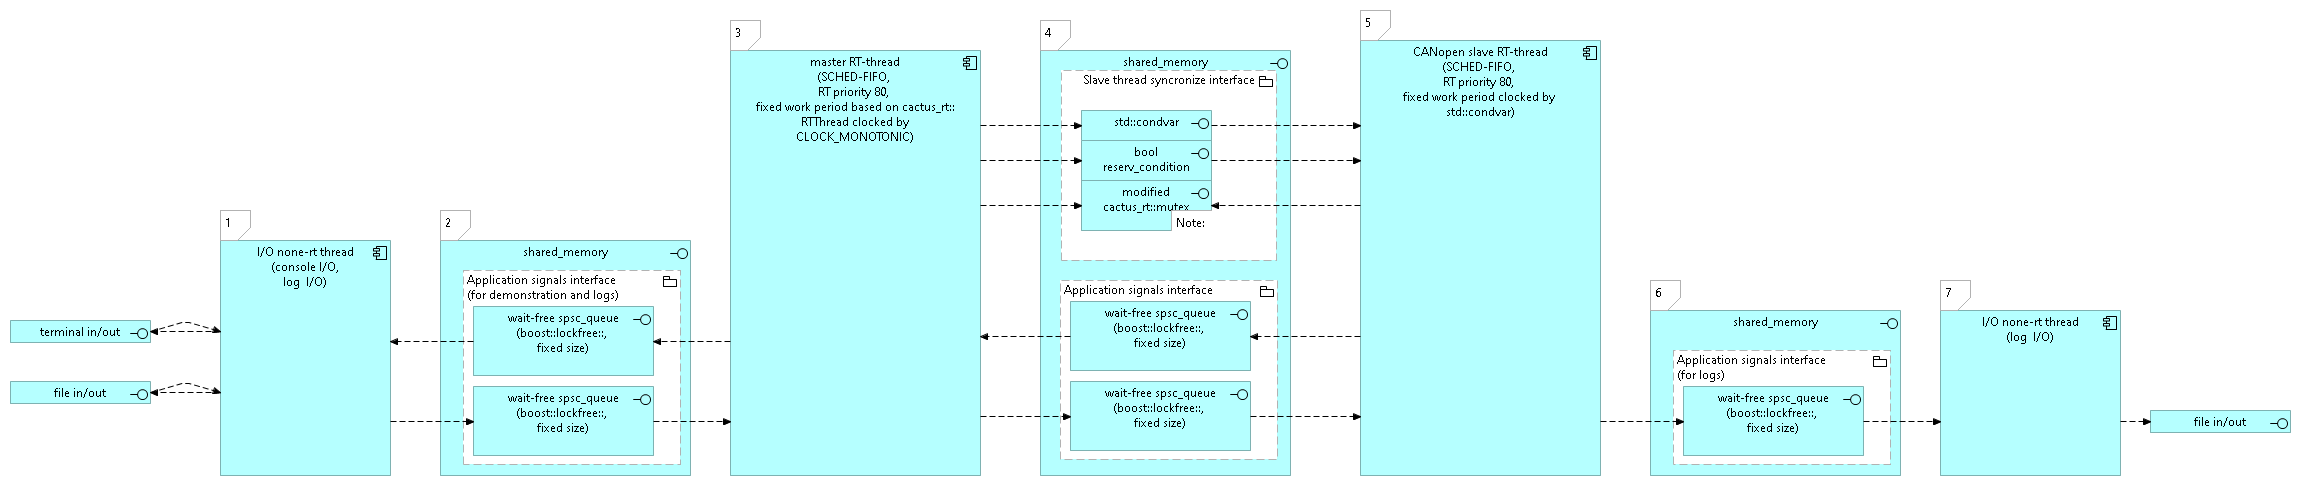 1
I/O none-rt thread
(console I/O,
log  I/O)
terminal in/out
file in/out
2
shared_memory
Application signals interface
(for demonstration and logs)
wait-free spsc_queue
(boost::lockfree::,
fixed size)
wait-free spsc_queue
(boost::lockfree::,
fixed size)
3
master RT-thread
(SCHED-FIFO,
RT priority 80,
fixed work period based on cactus_rt::
RTThread clocked by
CLOCK_MONOTONIC)
4
shared_memory
Slave thread syncronize interface
std::condvar
bool
reserv_condition
modified
cactus_rt::mutex
Note:
Application signals interface
wait-free spsc_queue
(boost::lockfree::,
fixed size)
wait-free spsc_queue
(boost::lockfree::,
fixed size)
5
CANopen slave RT-thread
(SCHED-FIFO,
RT priority 80,
fixed work period clocked by
std::condvar)
6
shared_memory
Application signals interface
(for logs)
wait-free spsc_queue
(boost::lockfree::,
fixed size)
7
I/O none-rt thread
(log  I/O)
file in/out